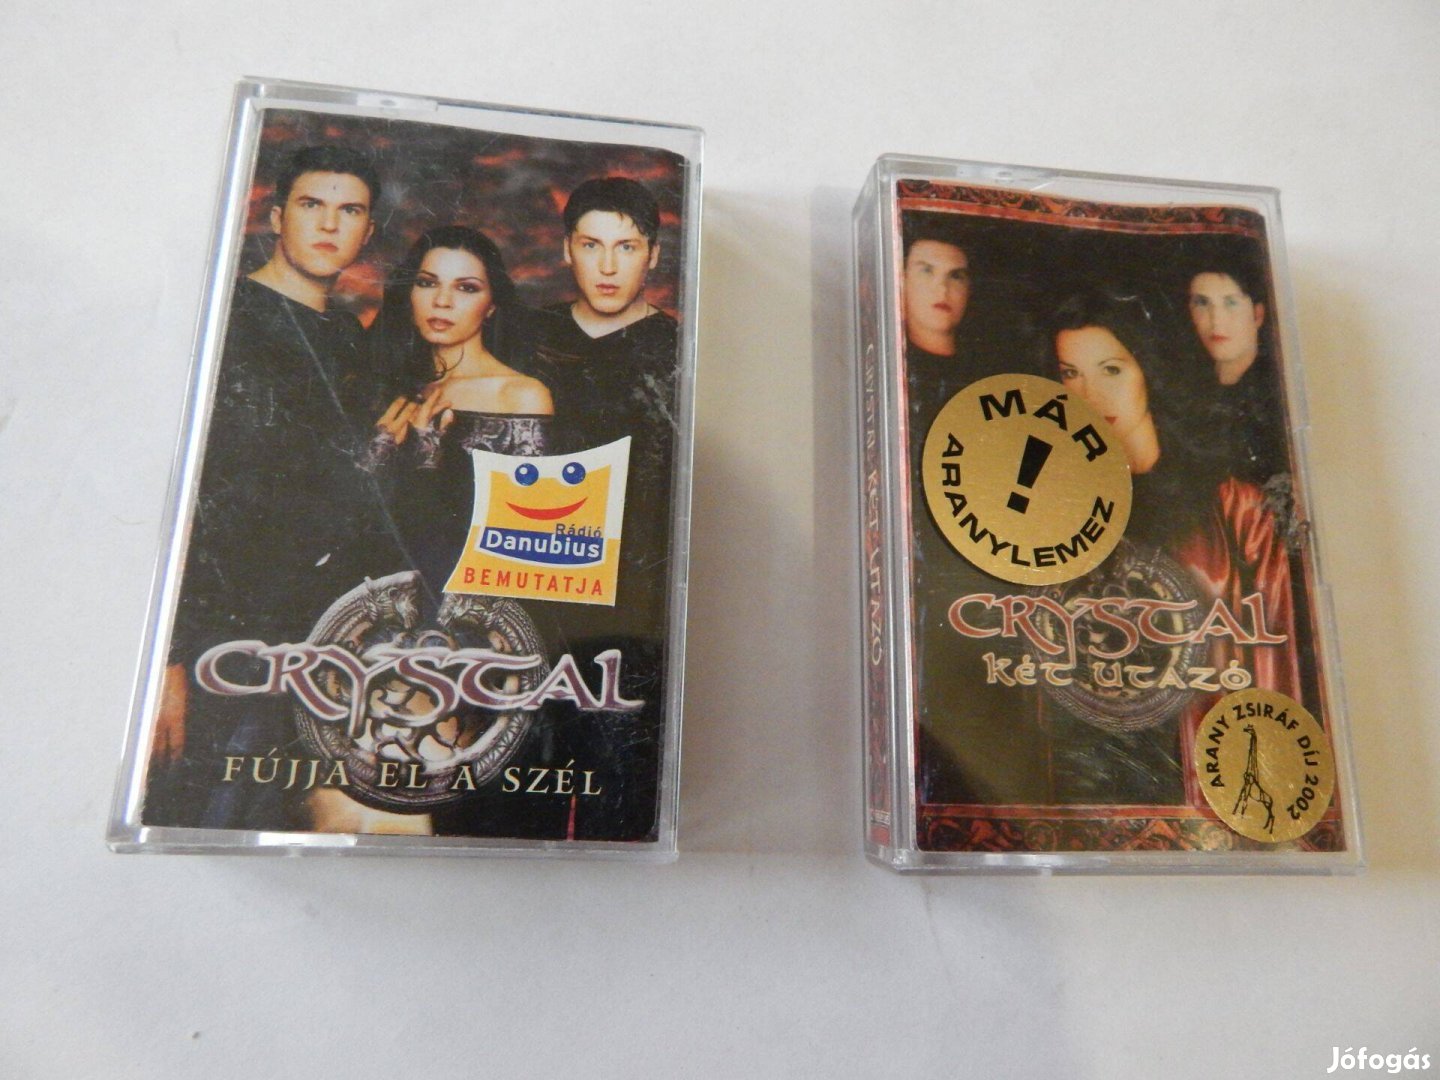 Rádió
Danubius
BEMUTATJA
CRYSTAL
FÚJJA EL A SZÉL
CRYSTAL KÉT UTAZÓ
MÁR
!
ARANYLEMEZ
CRYSTAL
KÉT UTAZÓ
ARANY ZSIRÁF DÍJ 2002
Jófogás